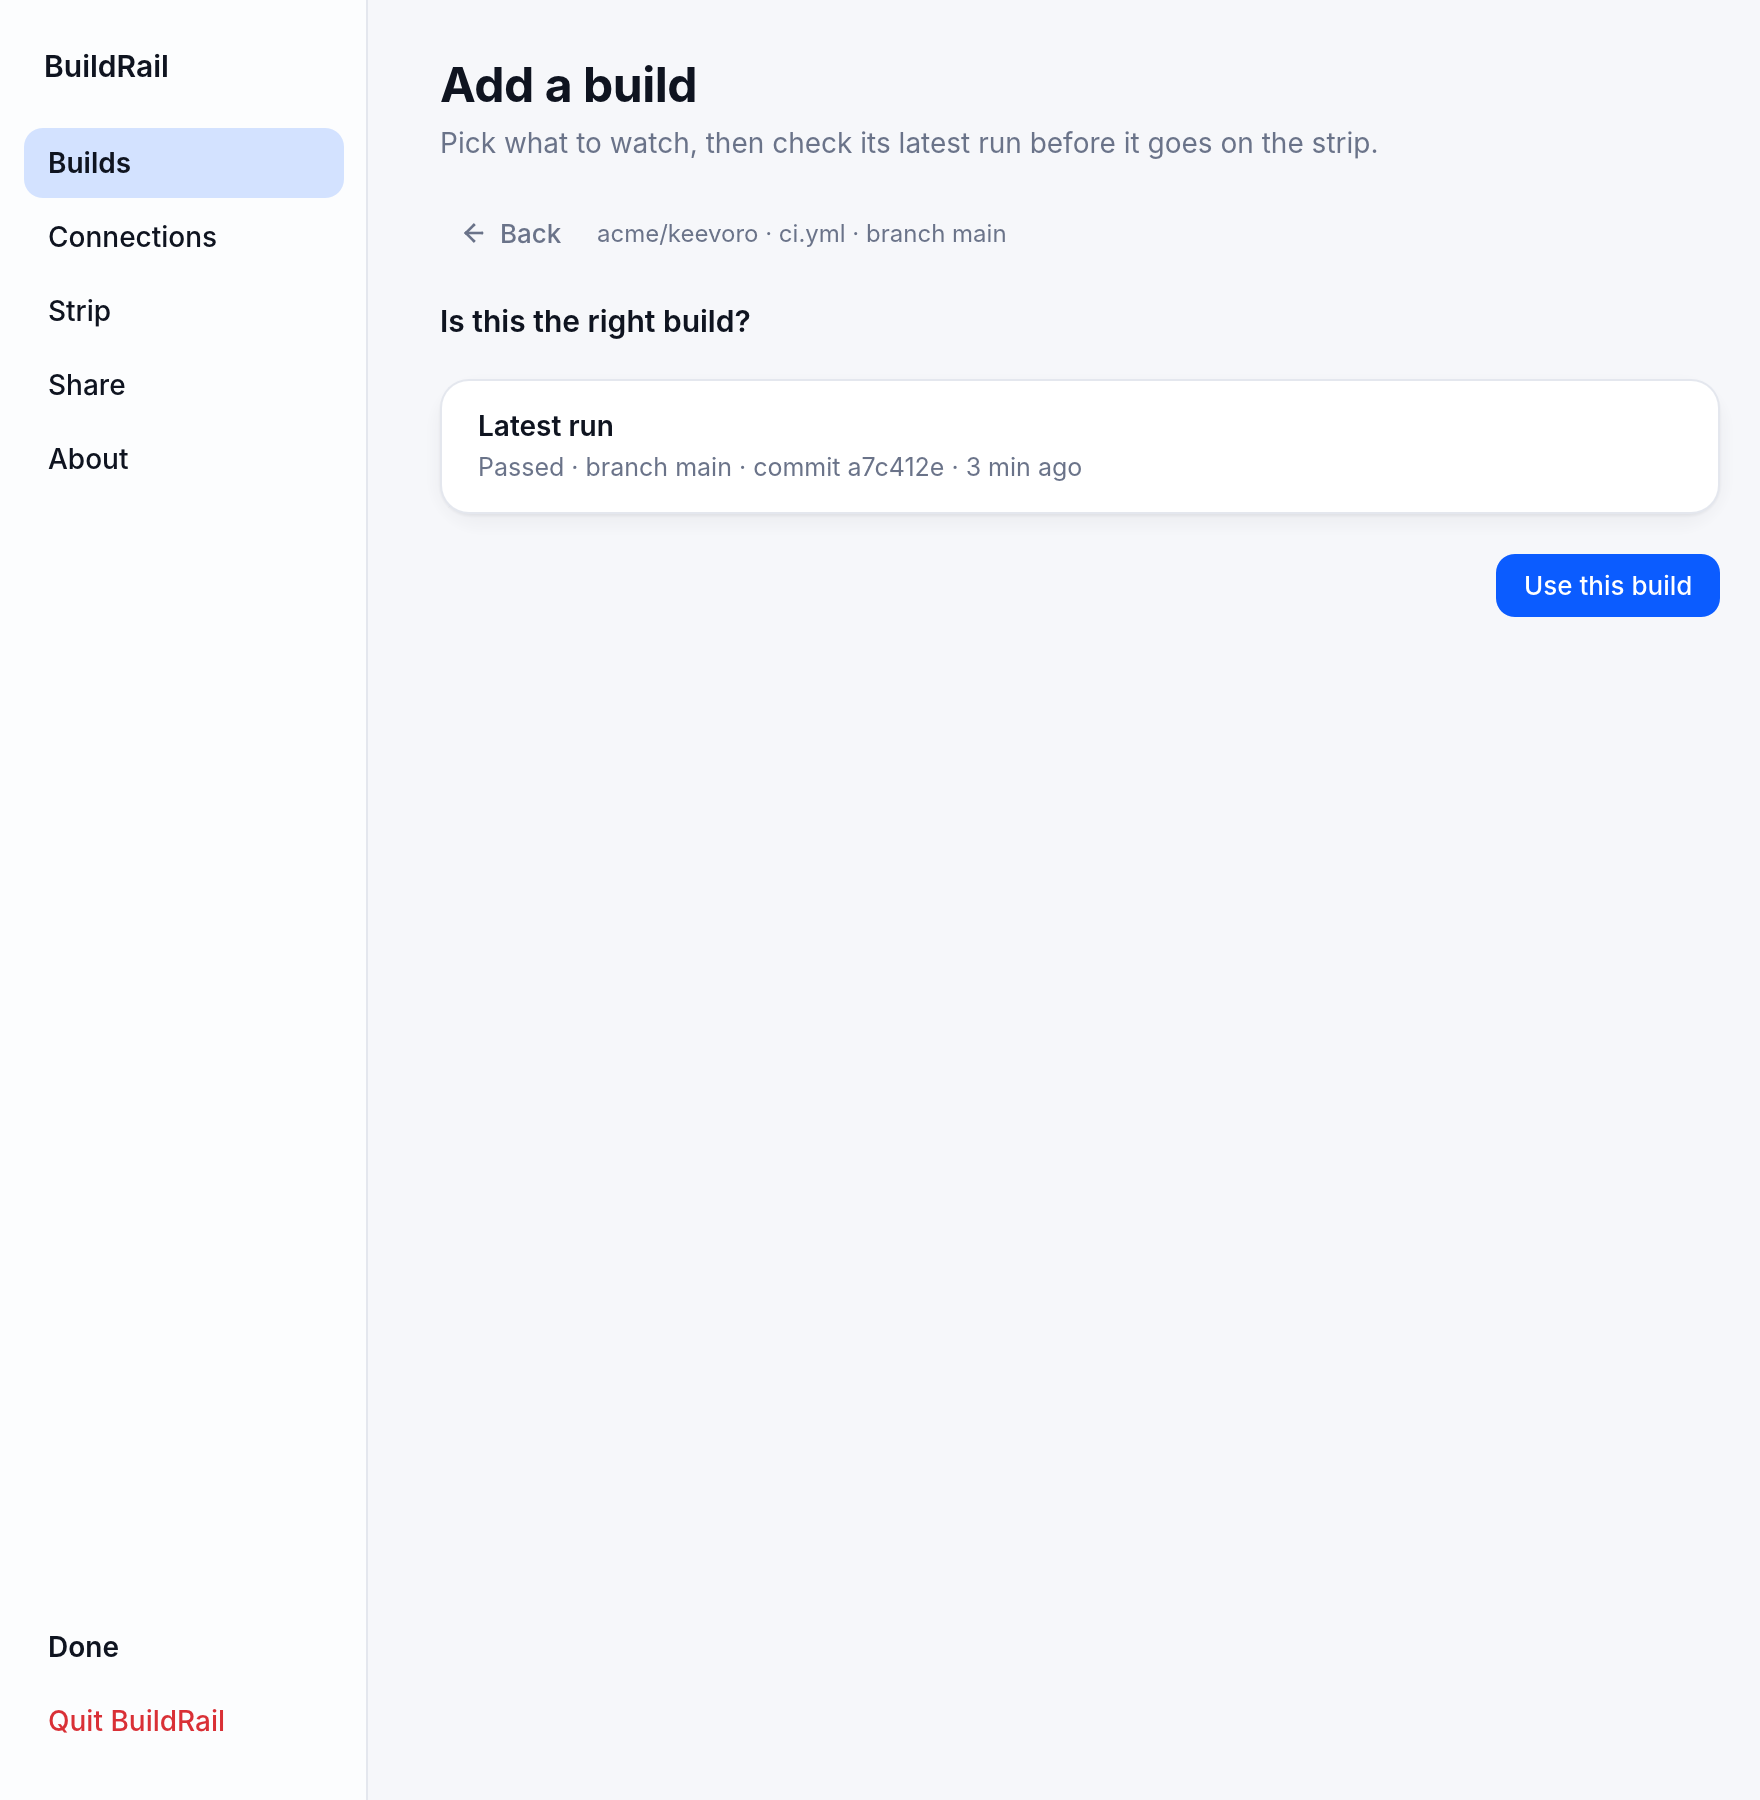 BuildRail
Builds
Connections
Strip
Share
About
Done
Quit BuildRail
Add a build
Pick what to watch, then check its latest run before it goes on the strip.
← Back acme/keevoro · ci.yml · branch main
Is this the right build?
Latest run
Passed · branch main · commit a7c412e · 3 min ago
Use this build